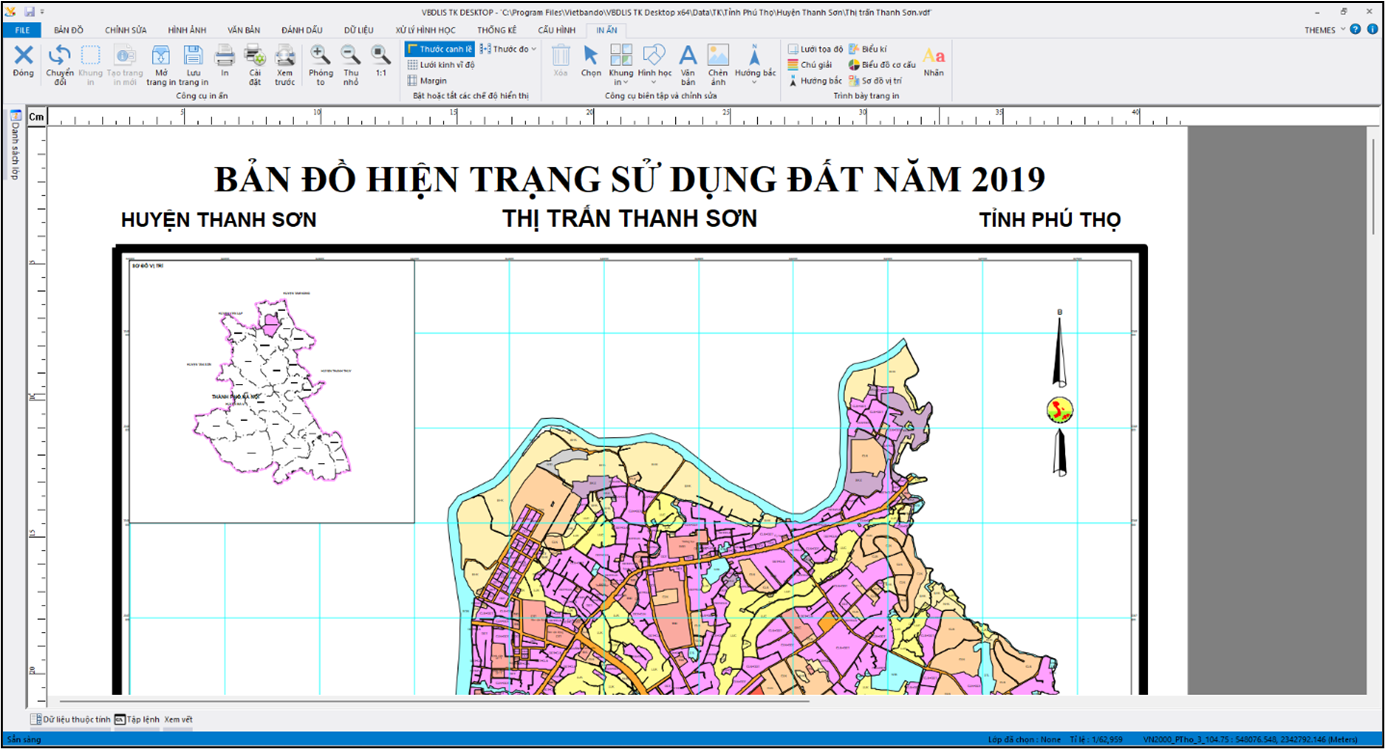 VBDLIS TK DESKTOP - 'C:\Program Files\Vietbando\VBDLIS TK Desktop x64\Data\TK\Tỉnh Phú Thọ\Huyện Thanh Sơn\Thị trấn Thanh Sơn.vdf'
FILE BẢN ĐỒ CHỈNH SỬA HÌNH ẢNH VĂN BẢN ĐÁNH DẤU DỮ LIỆU XỬ LÝ HÌNH HỌC THỐNG KÊ CẤU HÌNH IN ẤN THEMES
Đóng
Chuyển đổi
Khung in
Tạo trang in mới
Mở trang in
Lưu trang in
In
Cài đặt
Xem trước
Phóng to
Thu nhỏ
1:1
Công cụ in ấn
Thước canh lề
Thước đo
Lưới kinh vĩ độ
Margin
Bật hoặc tắt các chế độ hiển thị
Xóa
Chọn
Khung in
Hình học
Văn bản
Chèn ảnh
Hướng bắc
Công cụ biên tập và chỉnh sửa
Lưới tọa độ
Biểu kí
Chú giải
Biểu đồ cơ cấu
Hướng bắc
Sơ đồ vị trí
Aa
Nhãn
Trình bày trang in
Danh sách lớp
Cm
5 10 15 20 25 30 35 40
BẢN ĐỒ HIỆN TRẠNG SỬ DỤNG ĐẤT NĂM 2019
HUYỆN THANH SƠN THỊ TRẤN THANH SƠN TỈNH PHÚ THỌ
SƠ ĐỒ VỊ TRÍ
B
THÀNH PHỐ HÀ NỘI
5
10
15
20
Dữ liệu thuộc tính Tập lệnh Xem vết
Sẵn sàng
Lớp đã chọn : None Tỉ lệ : 1/62,959 VN2000_PTho_3_104.75 : 548076.548, 2342792.146 (Meters)